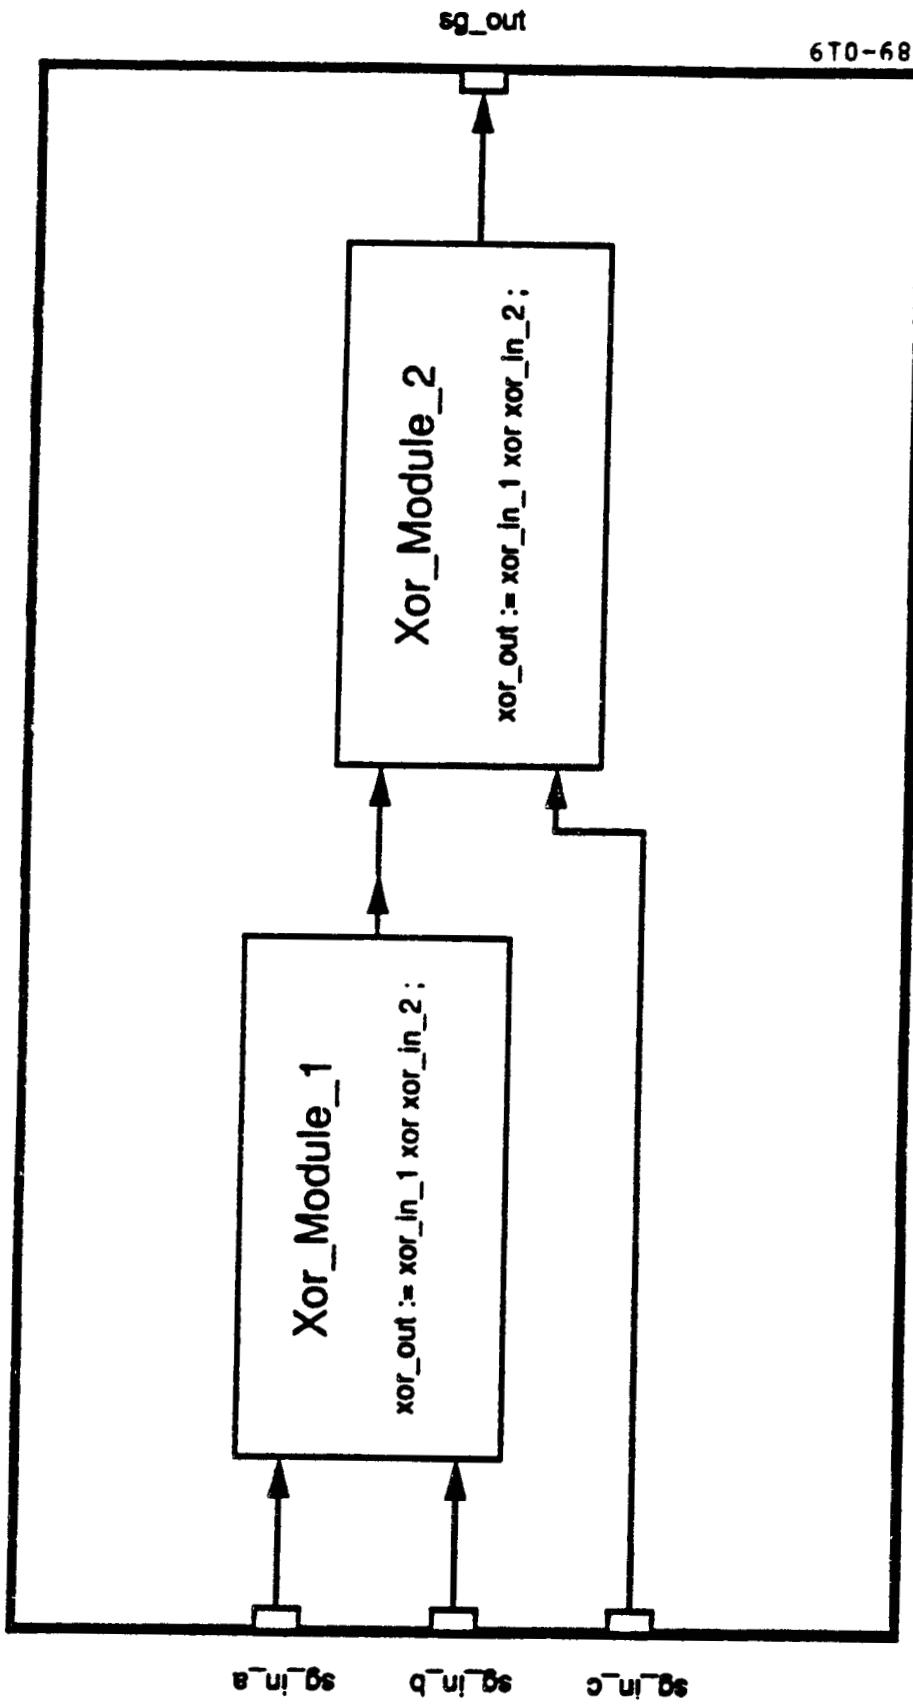 sg_out
6T0-68
Xor_Module_2
xor_out := xor_in_1 xor xor_in_2 ;
Xor_Module_1
xor_out := xor_in_1 xor xor_in_2 ;
sg_in_a
sg_in_b
sg_in_c